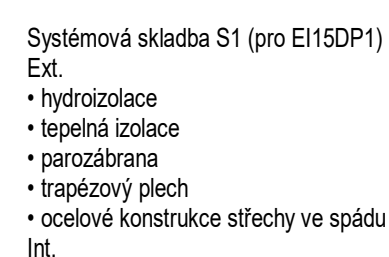 Systémová skladba S1 (pro EI15DP1)
Ext.
• hydroizolace
• tepelná izolace
• parozábrana
• trapézový plech
• ocelové konstrukce střechy ve spádu
Int.